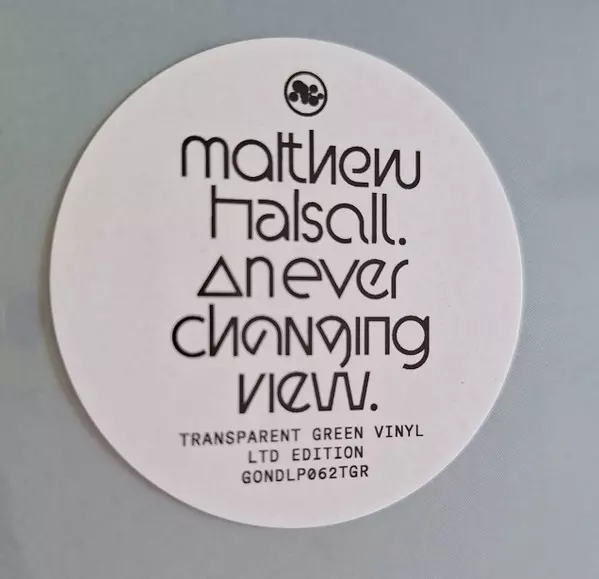 matthew
halsall.
an ever
changing
view.
TRANSPARENT GREEN VINYL
LTD EDITION
GONDLP062TGR